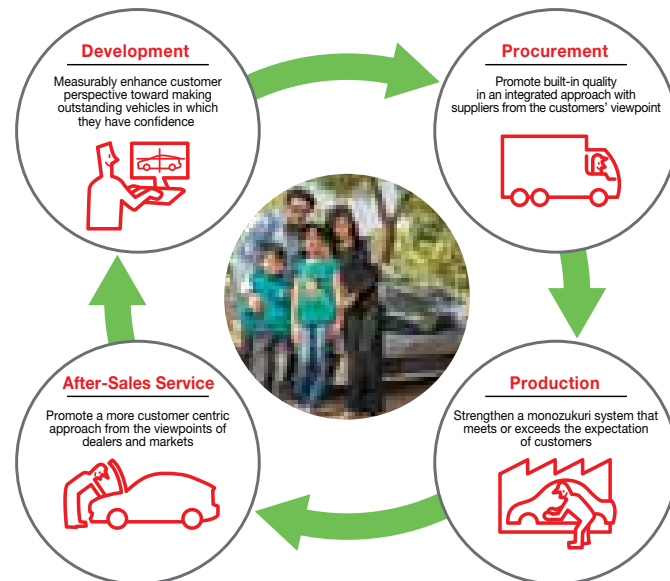 Development
Measurably enhance customer
perspective toward making
outstanding vehicles in which
they have confidence
Procurement
Promote built-in quality
in an integrated approach with
suppliers from the customers' viewpoint
After-Sales Service
Promote a more customer centric
approach from the viewpoints of
dealers and markets
Production
Strengthen a monozukuri system that
meets or exceeds the expectation
of customers